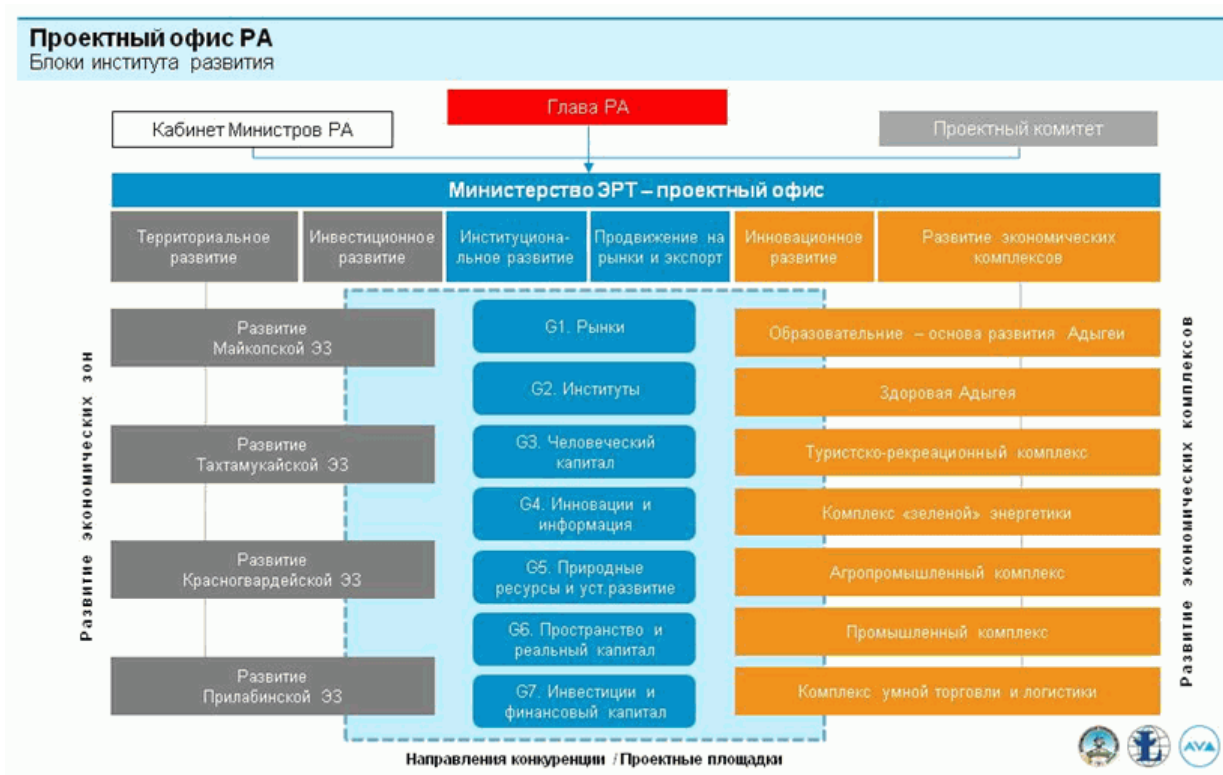 Проектный офис РА
Блоки института развития
Глава РА
Кабинет Министров РА
Проектный комитет
Министерство ЭРТ – проектный офис
Территориальное
развитие
Инвестиционное
развитие
Институциона-
льное развитие
Продвижение на
рынки и экспорт
Инновационное
развитие
Развитие экономических
комплексов
Развитие экономических зон
Развитие
Майкопской ЭЗ
Развитие
Тахтамукайской ЭЗ
Развитие
Красногвардейской ЭЗ
Развитие
Прилабинской ЭЗ
G1. Рынки
G2. Институты
G3. Человеческий
капитал
G4. Инновации и
информация
G5. Природные
ресурсы и уст.развитие
G6. Пространство и
реальный капитал
G7. Инвестиции и
финансовый капитал
Образовательние – основа развития Адыгеи
Здоровая Адыгея
Туристско-рекреационный комплекс
Комплекс «зеленой» энергетики
Агропромышленный комплекс
Промышленный комплекс
Комплекс умной торговли и логистики
Развитие экономических комплексов
Направления конкуренции / Проектные площадки
AVA